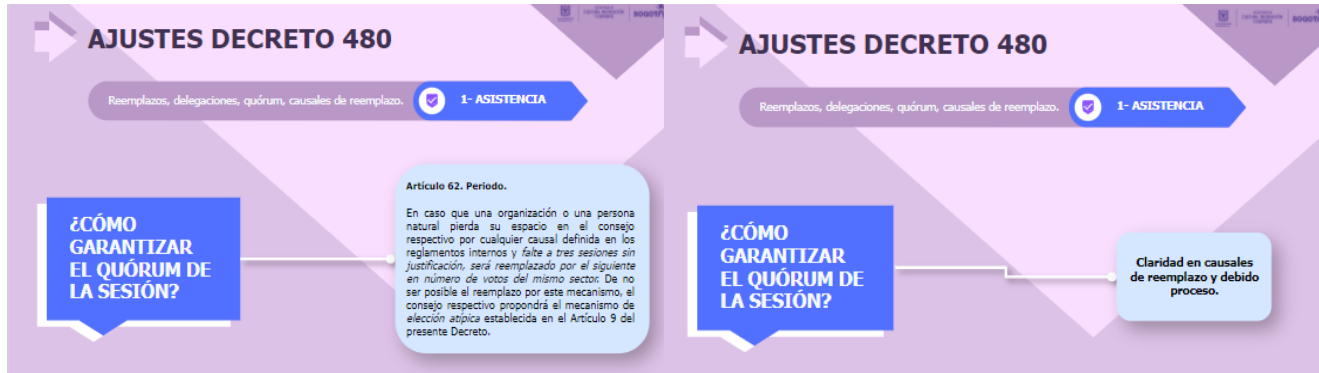 AJUSTES DECRETO 480
Reemplazos, delegaciones, quórum, causales de reemplazo.
1- ASISTENCIA
¿CÓMO
GARANTIZAR
EL QUÓRUM DE
LA SESIÓN?
Artículo 62. Periodo.
En caso que una organización o una persona
natural pierda su espacio en el consejo
respectivo por cualquier causal definida en los
reglamentos internos y falte a tres sesiones sin
justificación, será reemplazado por el siguiente
en número de votos del mismo sector. De no
ser posible el reemplazo por este mecanismo, el
consejo respectivo propondrá el mecanismo de
elección atípica establecida en el Artículo 9 del
presente Decreto.
AJUSTES DECRETO 480
Reemplazos, delegaciones, quórum, causales de reemplazo.
1- ASISTENCIA
¿CÓMO
GARANTIZAR
EL QUÓRUM DE
LA SESIÓN?
Claridad en causales
de reemplazo y debido
proceso.